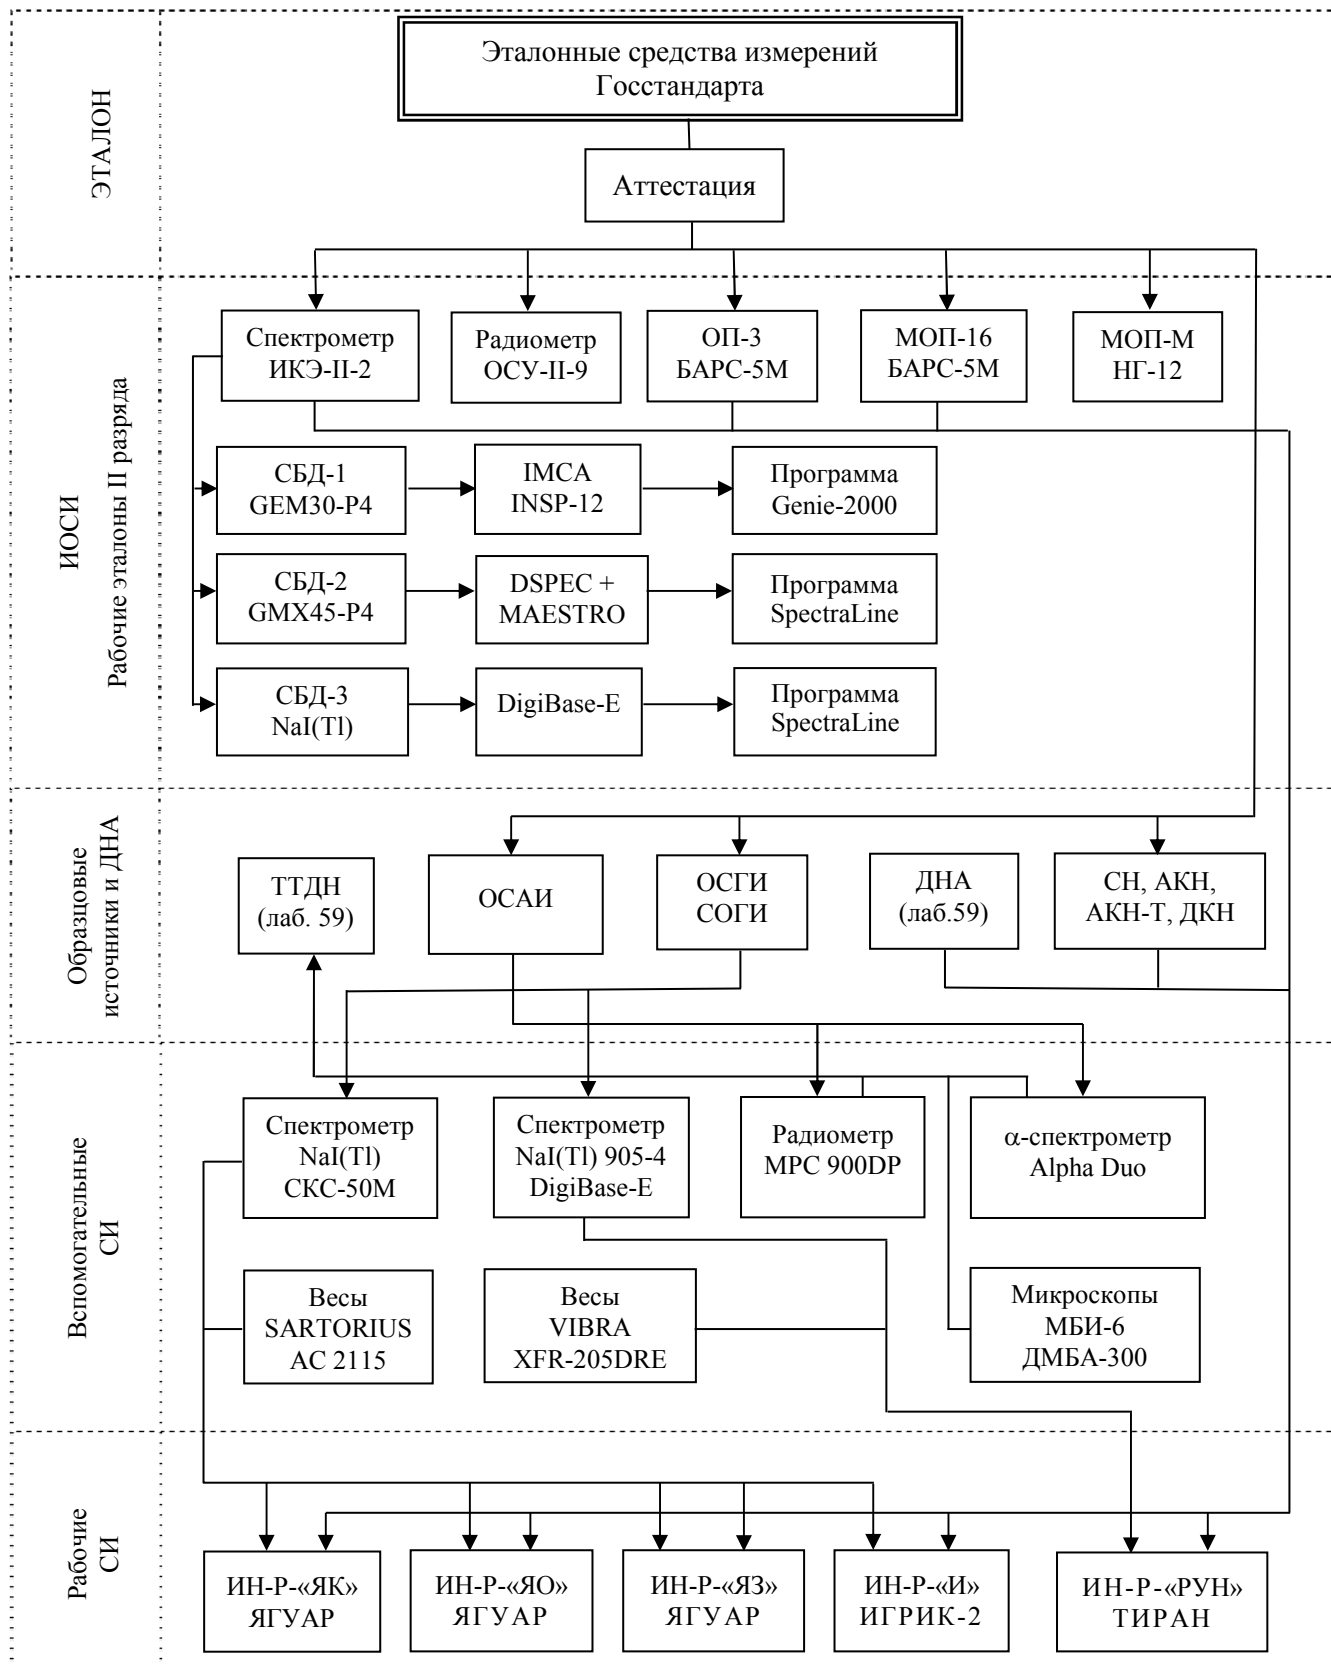 ЭТАЛОН
Эталонные средства измерений
Госстандарта
Аттестация
ИОСИ
Рабочие эталоны II разряда
Спектрометр
ИКЭ-II-2
Радиометр
ОСУ-II-9
ОП-3
БАРС-5М
МОП-16
БАРС-5М
МОП-М
НГ-12
СБД-1
GEM30-P4
IMCA
INSP-12
Программа
Genie-2000
СБД-2
GMX45-P4
DSPEC +
MAESTRO
Программа
SpectraLine
СБД-3
NaI(Tl)
DigiBase-E
Программа
SpectraLine
Образцовые
источники и ДНА
ТТДН
(лаб. 59)
ОСАИ
ОСГИ
СОГИ
ДНА
(лаб.59)
СН, АКН,
АКН-Т, ДКН
Вспомогательные
СИ
Спектрометр
NaI(Tl)
СКС-50М
Спектрометр
NaI(Tl) 905-4
DigiBase-E
Радиометр
MPC 900DP
α-спектрометр
Alpha Duo
Весы
SARTORIUS
AC 2115
Весы
VIBRA
XFR-205DRE
Микроскопы
МБИ-6
ДМБА-300
Рабочие
СИ
ИН-Р-«ЯК»
ЯГУАР
ИН-Р-«ЯО»
ЯГУАР
ИН-Р-«ЯЗ»
ЯГУАР
ИН-Р-«И»
ИГРИК-2
ИН-Р-«РУН»
ТИРАН